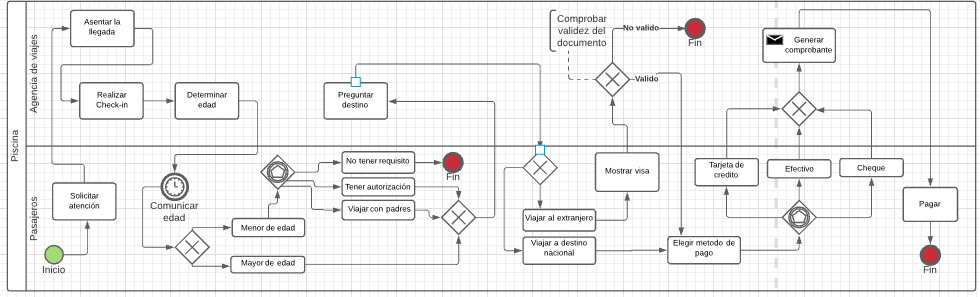 Piscina
Agencia de viajes
Pasajeros
Asentar la
llegada
Realizar
Check-in
Determinar
edad
Preguntar
destino
Comprobar
validez del
documento
No valido
Fin
Valido
Generar
comprobante
Solicitar
atención
Inicio
Comunicar
edad
No tener requisito
Fin
Tener autorización
Viajar con padres
Menor de edad
Mayor de edad
Mostrar visa
Viajar al extranjero
Viajar a destino
nacional
Elegir metodo de
pago
Tarjeta de
credito
Efectivo
Cheque
Pagar
Fin